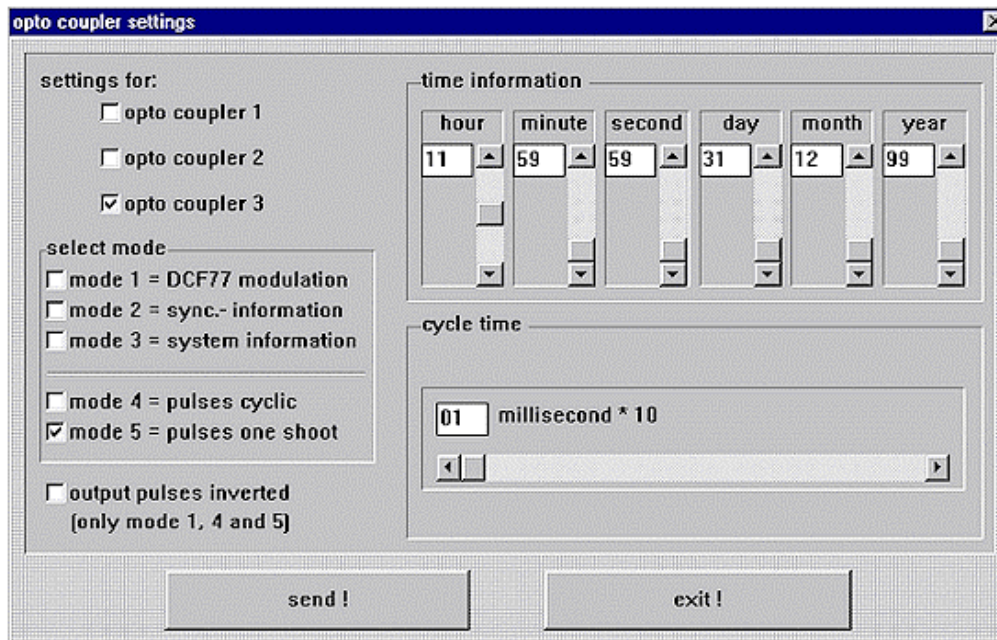 opto coupler settings
settings for:
opto coupler 1
opto coupler 2
opto coupler 3
select mode
mode 1 = DCF77 modulation
mode 2 = sync.- information
mode 3 = system information
mode 4 = pulses cyclic
mode 5 = pulses one shoot
output pulses inverted
(only mode 1, 4 and 5)
time information
hour minute second day month year
11 59 59 31 12 99
cycle time
01 millisecond * 10
send !
exit !